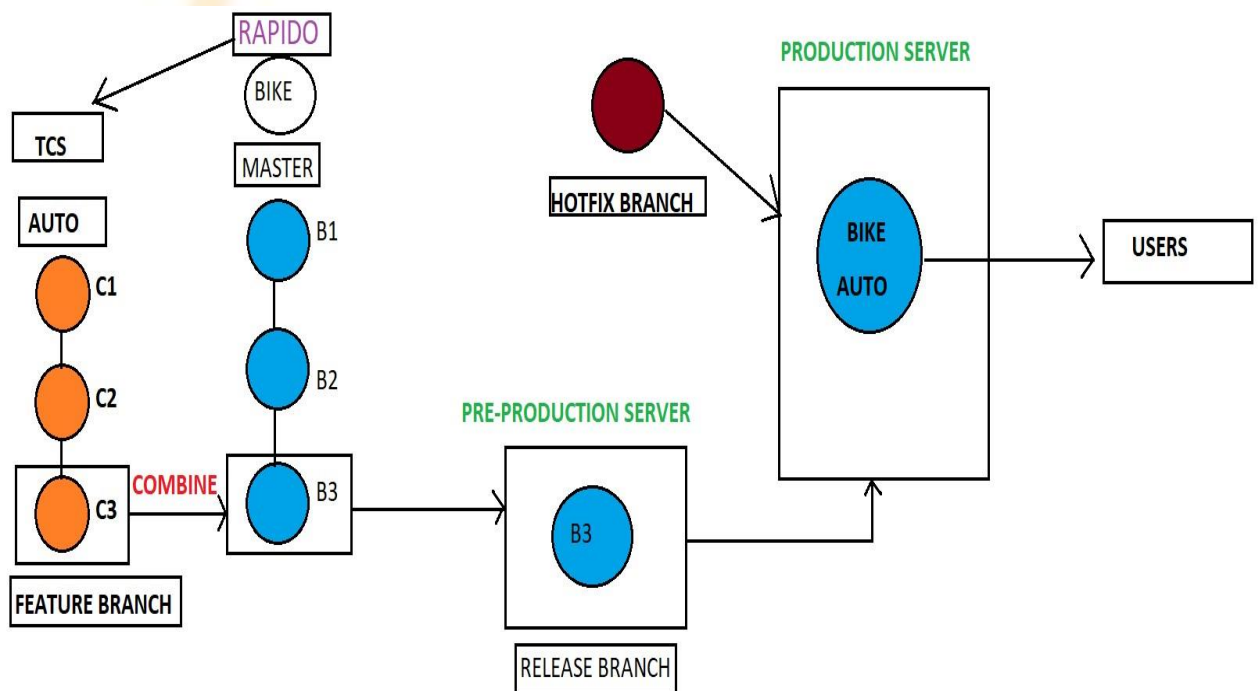 RAPIDO
BIKE
TCS
MASTER
AUTO
C1
C2
C3
COMBINE
FEATURE BRANCH
B1
B2
B3
PRE-PRODUCTION SERVER
B3
RELEASE BRANCH
HOTFIX BRANCH
PRODUCTION SERVER
BIKE
AUTO
USERS